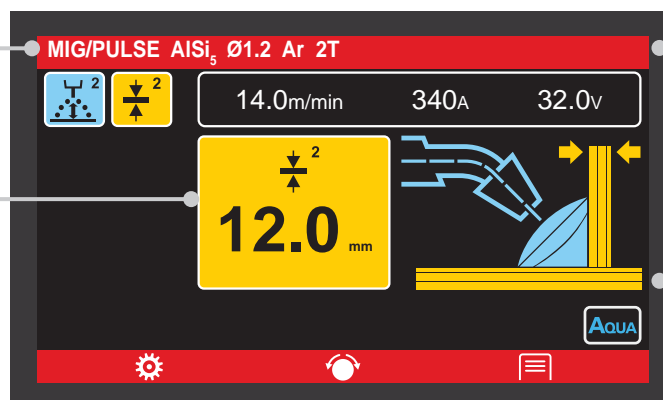 MIG/PULSE AlSi₅ Ø1.2 Ar 2T
2 2 14.0m/min 340A 32.0V
2
12.0 mm
AQUA